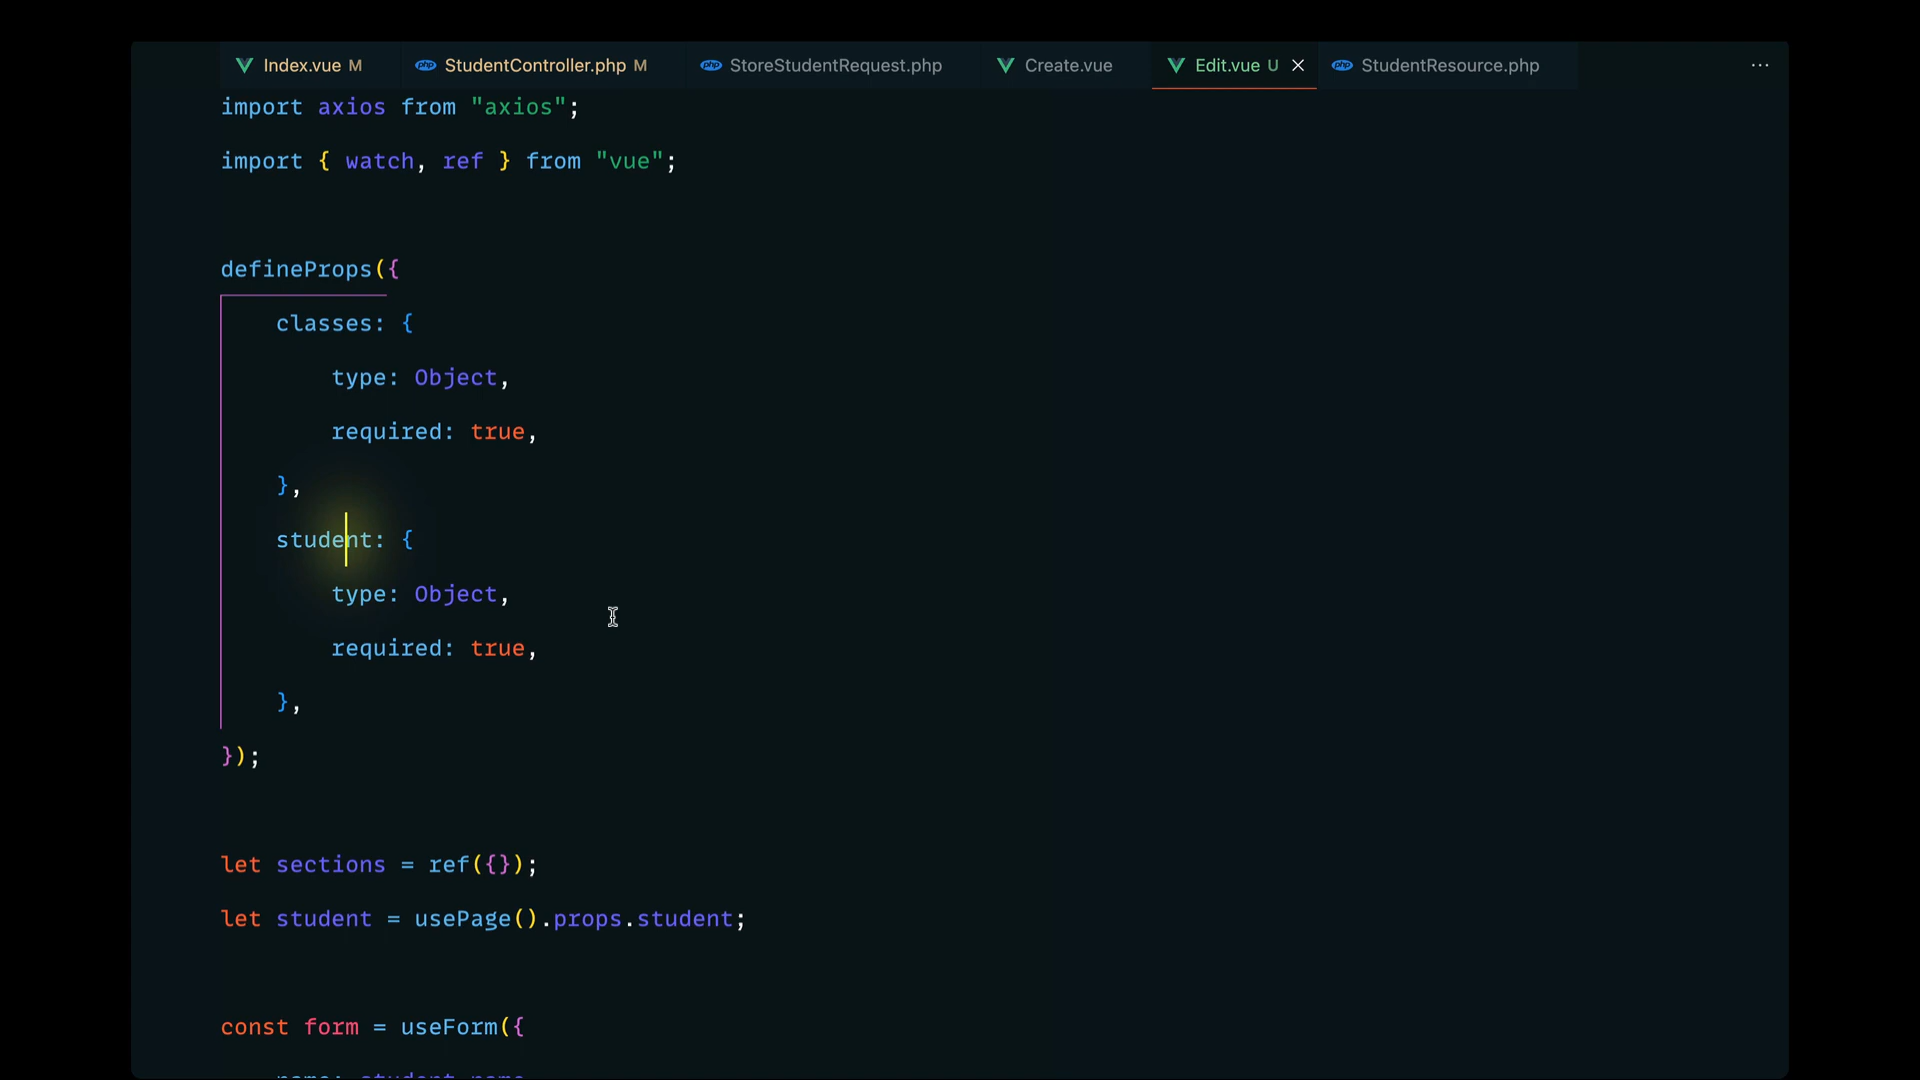 Index.vue M StudentController.php M StoreStudentRequest.php Create.vue Edit.vue U StudentResource.php ...
import axios from "axios";
import { watch, ref } from "vue";
defineProps({
classes: {
type: Object,
required: true,
},
student: {
type: Object,
required: true,
},
});
let sections = ref({});
let student = usePage().props.student;
const form = useForm({